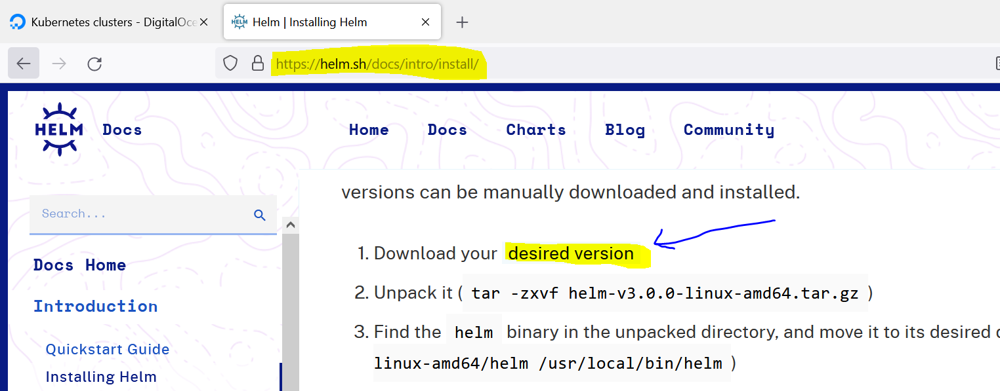 Kubernetes clusters - DigitalOce
Helm | Installing Helm
https://helm.sh/docs/intro/install/
HELM
Docs
Home
Docs
Charts
Blog
Community
Search...
Docs Home
Introduction
Quickstart Guide
Installing Helm
versions can be manually downloaded and installed.
1. Download your desired version
2. Unpack it ( tar -zxvf helm-v3.0.0-linux-amd64.tar.gz )
3. Find the helm binary in the unpacked directory, and move it to its desired
linux-amd64/helm /usr/local/bin/helm )